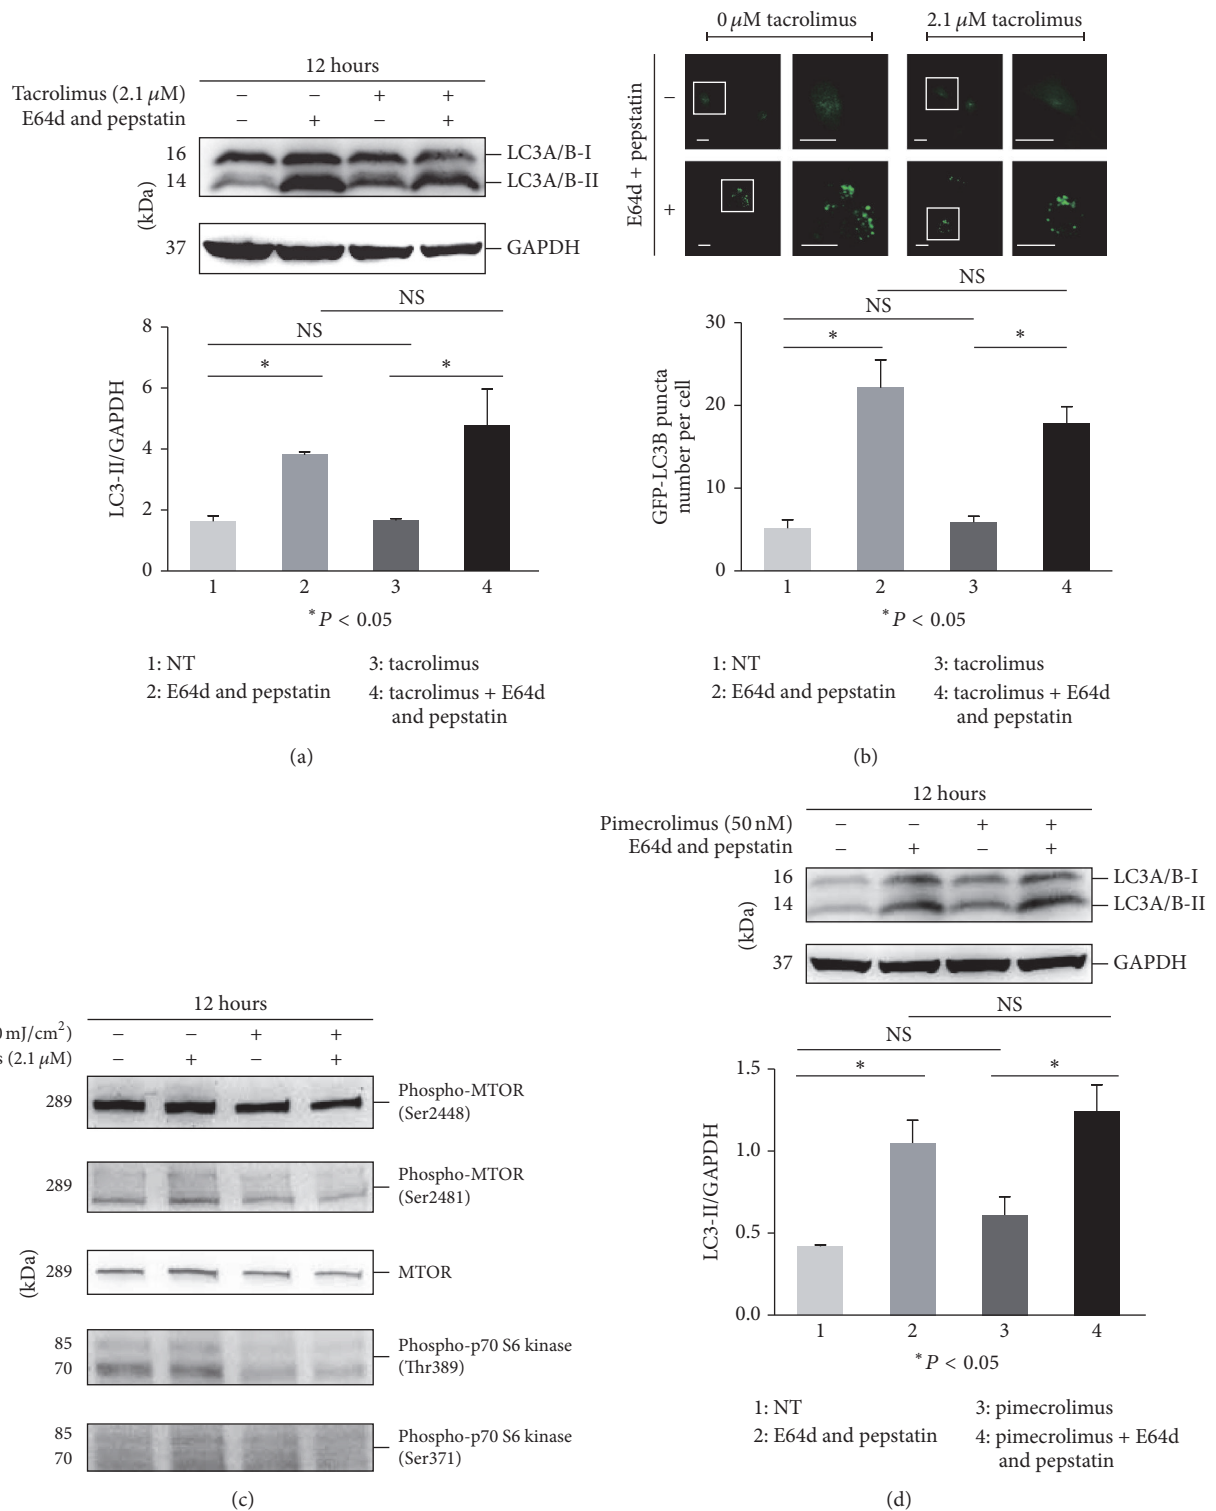 12 hours
Tacrolimus (2.1 μM) − − + +
E64d and pepstatin − + − +
16 LC3A/B-I
14 LC3A/B-II
(kDa)
37 GAPDH
NS
NS
* *
8
6
4
2
0
LC3-II/GAPDH
1 2 3 4
* P < 0.05
1: NT
2: E64d and pepstatin
3: tacrolimus
4: tacrolimus + E64d
and pepstatin
(a)
0 μM tacrolimus 2.1 μM tacrolimus
E64d + pepstatin
−
+
NS
NS
* *
30
20
10
0
GFP-LC3B puncta
number per cell
1 2 3 4
* P < 0.05
1: NT
2: E64d and pepstatin
3: tacrolimus
4: tacrolimus + E64d
and pepstatin
(b)
12 hours
mJ/cm²) − − + +
(2.1 μM) − + − +
289 Phospho-MTOR
(Ser2448)
289 Phospho-MTOR
(Ser2481)
(kDa)
289 MTOR
85 Phospho-p70 S6 kinase
70 (Thr389)
85 Phospho-p70 S6 kinase
70 (Ser371)
(c)
12 hours
Pimecrolimus (50 nM) − − + +
E64d and pepstatin − + − +
16 LC3A/B-I
14 LC3A/B-II
(kDa)
37 GAPDH
NS
NS
* *
1.5
1.0
0.5
0.0
LC3-II/GAPDH
1 2 3 4
* P < 0.05
1: NT
2: E64d and pepstatin
3: pimecrolimus
4: pimecrolimus + E64d
and pepstatin
(d)